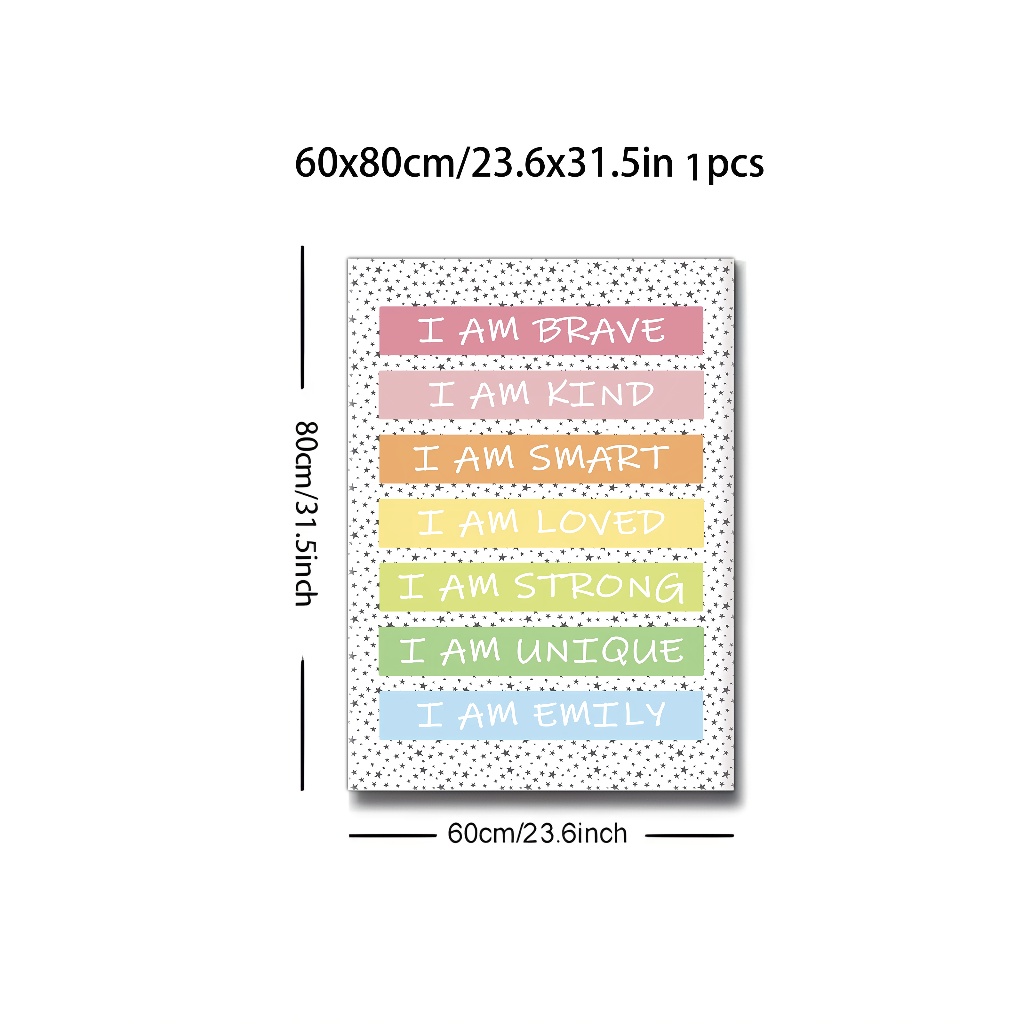 60x80cm/23.6x31.5in 1pcs
80cm/31.5inch
I AM BRAVE
I AM KIND
I AM SMART
I AM LOVED
I AM STRONG
I AM UNIQUE
I AM EMILY
60cm/23.6inch